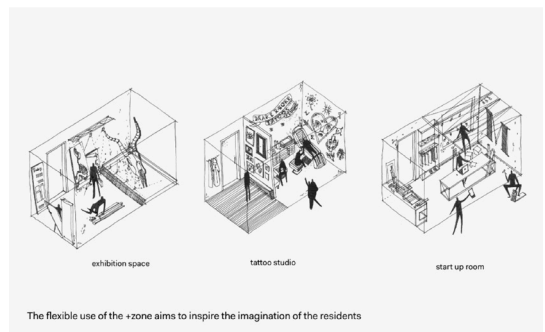 exhibition space
tattoo studio
start up room
The flexible use of the +zone aims to inspire the imagination of the residents